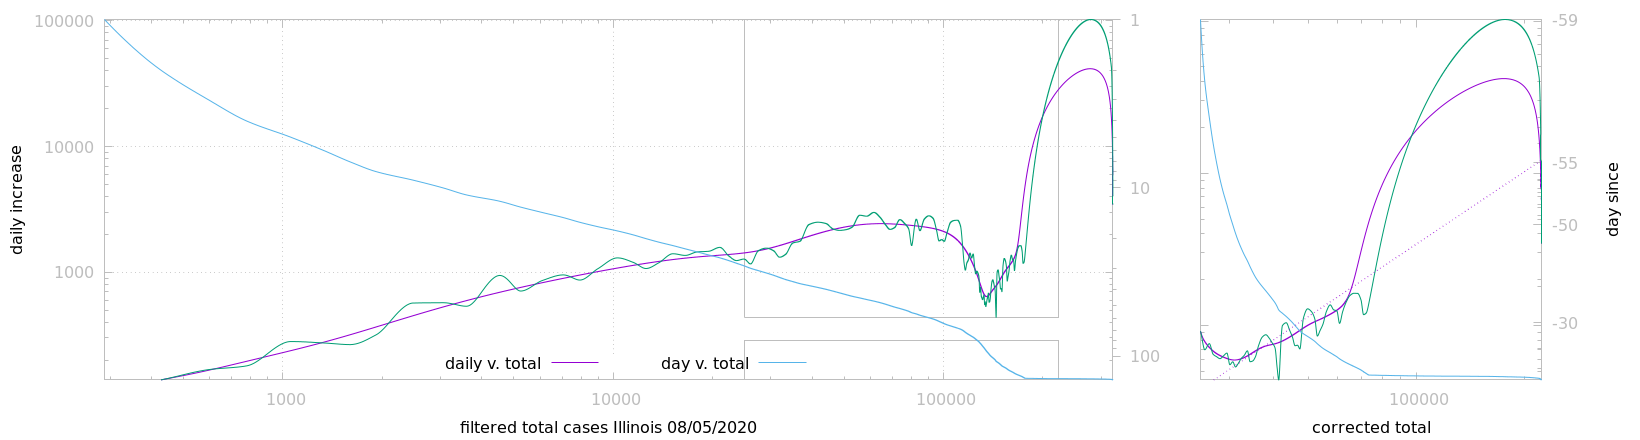 100000
10000
1000
daily increase
1
10
100
daily v. total
day v. total
1000
10000
100000
filtered total cases Illinois 08/05/2020
-59
-55
-50
-30
day since
100000
corrected total